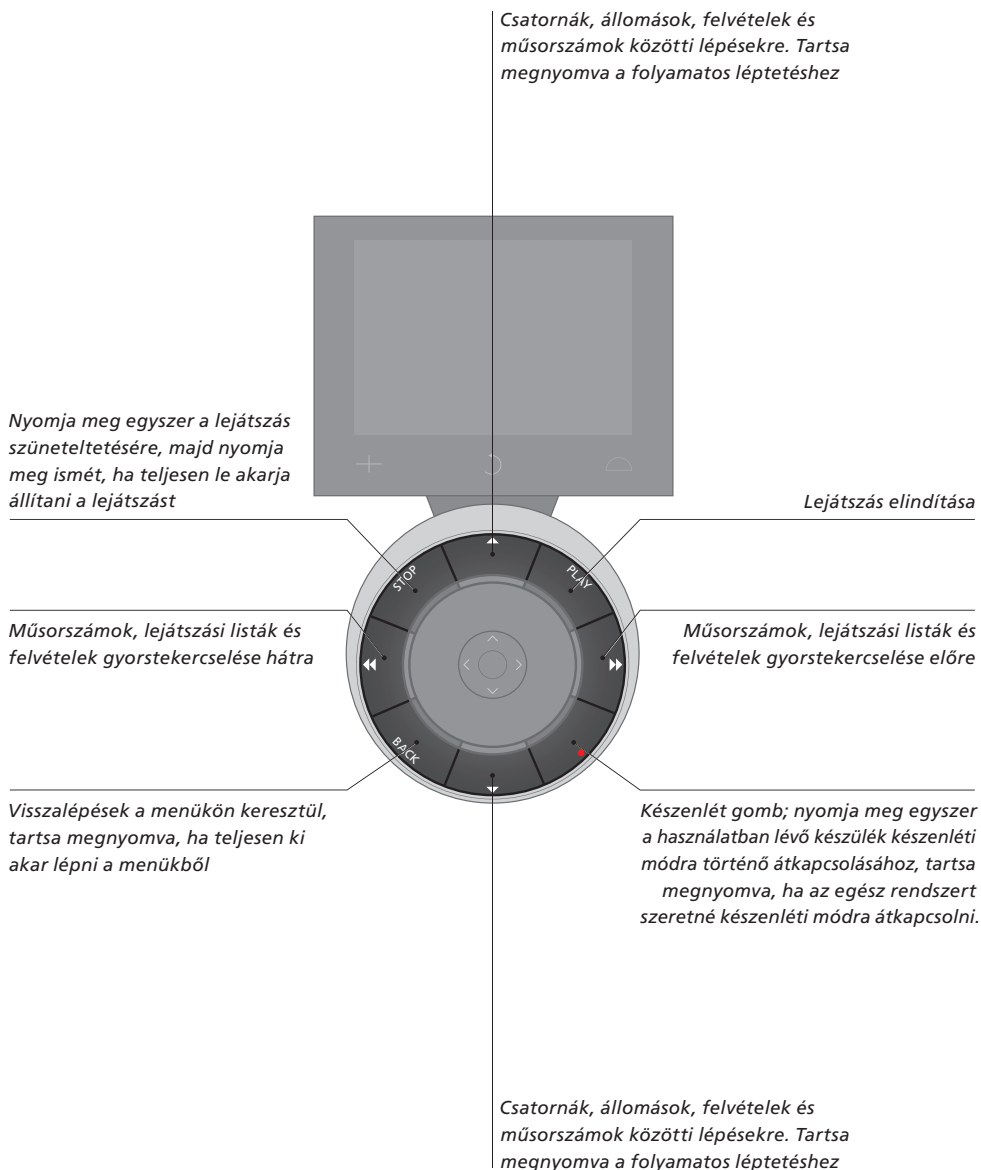 Csatornák, állomások, felvételek és
műsorszámok közötti lépésekre. Tartsa
megnyomva a folyamatos léptetéshez
Nyomja meg egyszer a lejátszás
szüneteltetésére, majd nyomja
meg ismét, ha teljesen le akarja
állítani a lejátszást
Lejátszás elindítása
STOP
PLAY
Műsorszámok, lejátszási listák és
felvételek gyorstekercselése hátra
Műsorszámok, lejátszási listák és
felvételek gyorstekercselése előre
BACK
Visszalépések a menükön keresztül,
tartsa megnyomva, ha teljesen ki
akar lépni a menükből
Készenlét gomb; nyomja meg egyszer
a használatban lévő készülék készenléti
módra történő átkapcsolásához, tartsa
megnyomva, ha az egész rendszert
szeretné készenléti módra átkapcsolni.
Csatornák, állomások, felvételek és
műsorszámok közötti lépésekre. Tartsa
megnyomva a folyamatos léptetéshez